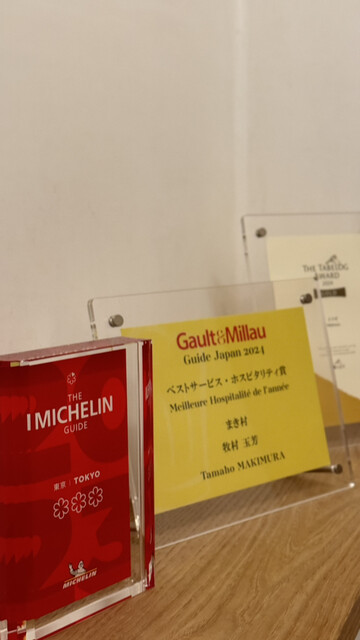 THE
MICHELIN
GUIDE
東京 | TOKYO
MICHELIN
Gault&Millau
Guide Japan 2024
ベストサービス・ホスピタリティ賞
Meilleure Hospitalité de l'année
まき村
牧村 玉芳
Tamaho MAKIMURA
THE TABELOG
AWARD